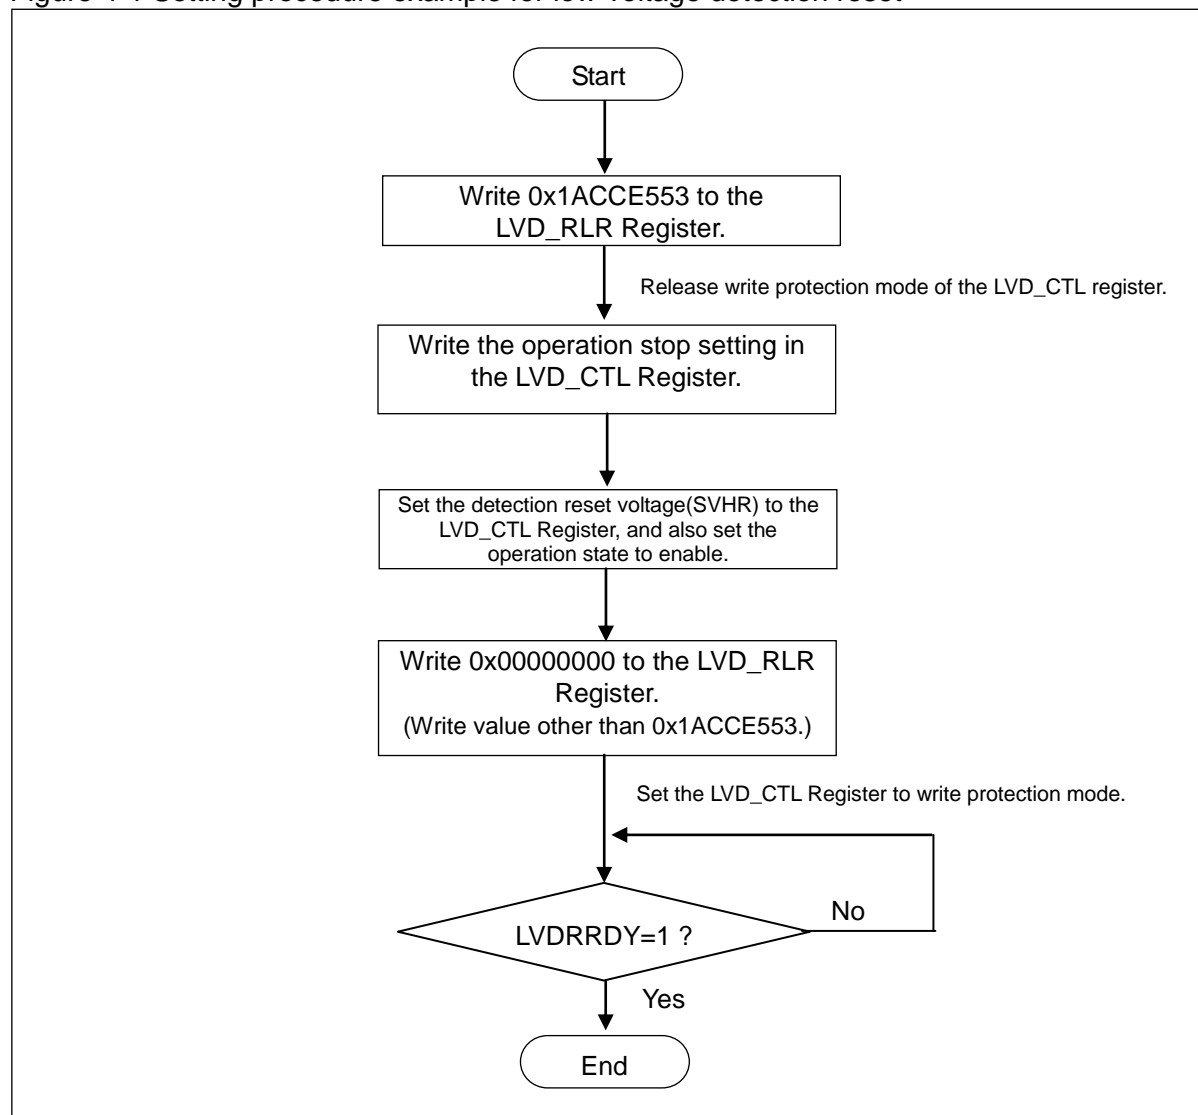 Start
Write 0x1ACCE553 to the
LVD_RLR Register.
Release write protection mode of the LVD_CTL register.
Write the operation stop setting in
the LVD_CTL Register.
Set the detection reset voltage(SVHR) to the
LVD_CTL Register, and also set the
operation state to enable.
Write 0x00000000 to the LVD_RLR
Register.
(Write value other than 0x1ACCE553.)
Set the LVD_CTL Register to write protection mode.
No
LVDRRDY=1 ?
Yes
End